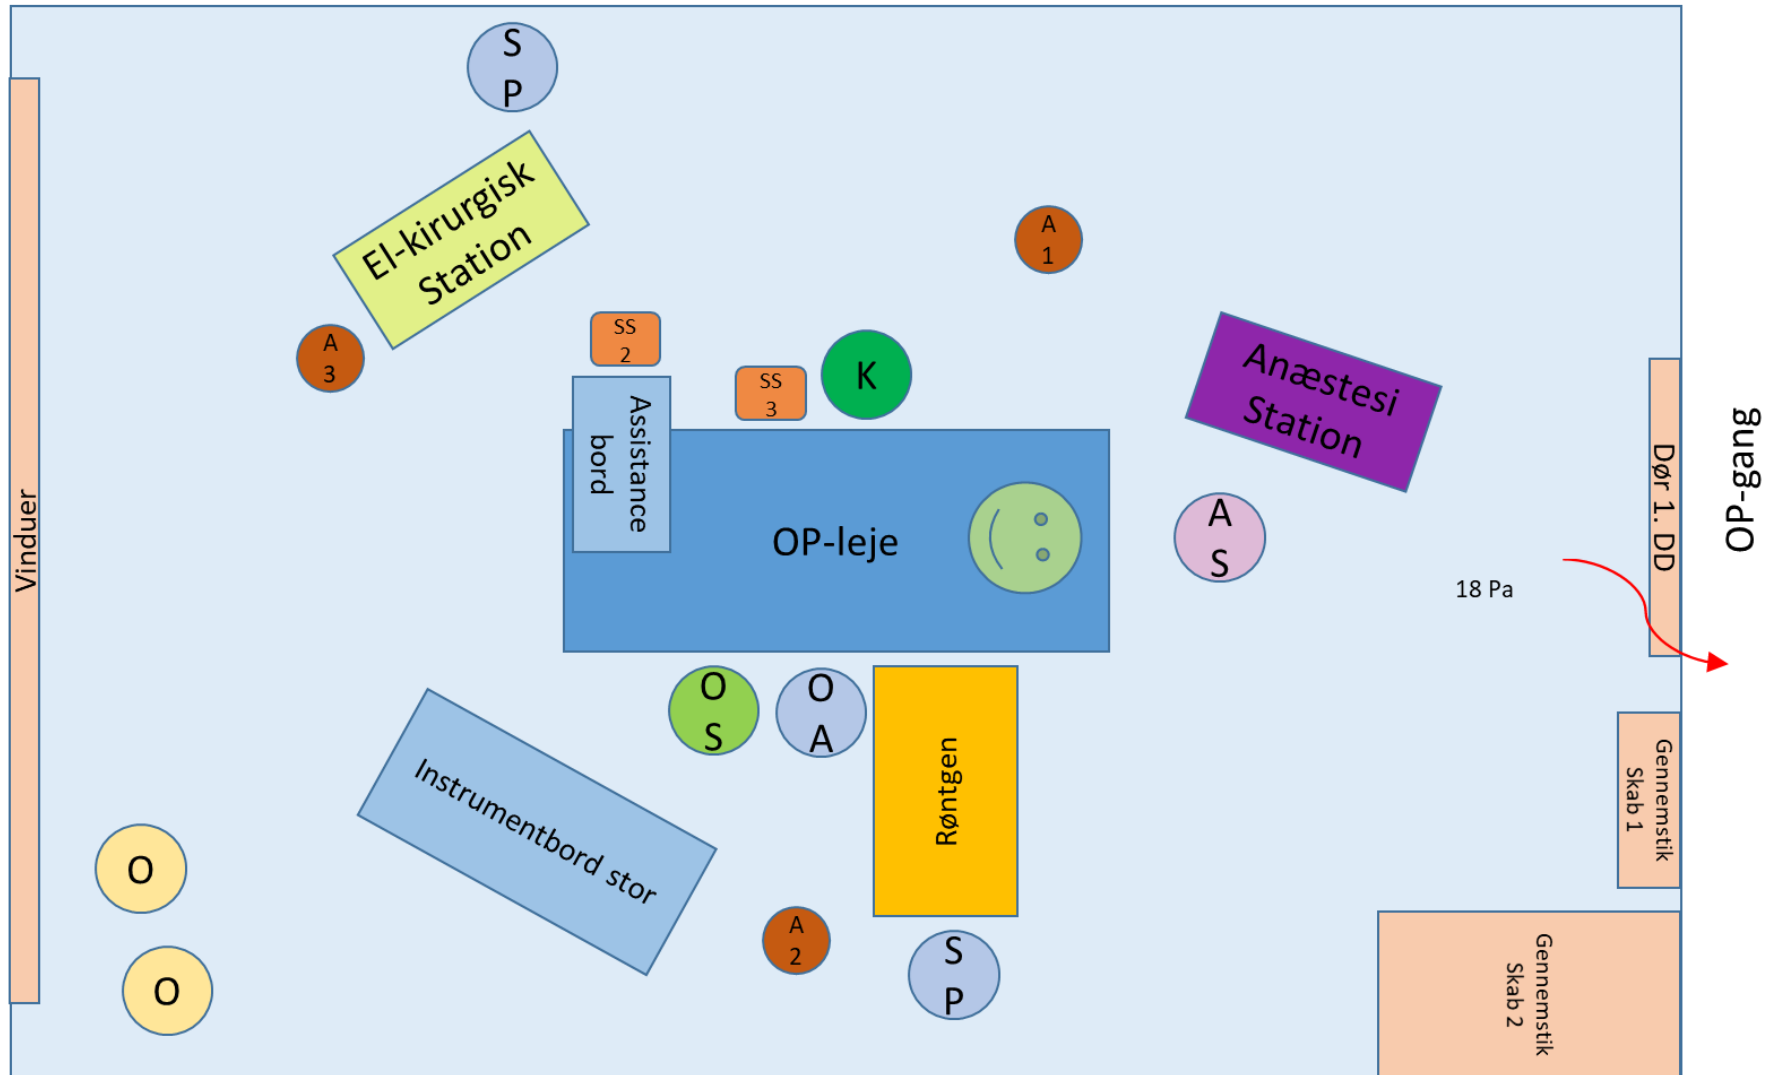 S
P
El-kirurgisk
Station
A
1
SS
2
A
3
SS
3
K
Anæstesi
Station
Assistance
bord
OP-gang
Dør 1. DD
Vinduer
OP-leje
A
S
18 Pa
O
S
O
A
Røntgen
Instrumentbord stor
Gennemstik
Skab 1
O
A
2
S
P
O
Gennemstik
Skab 2